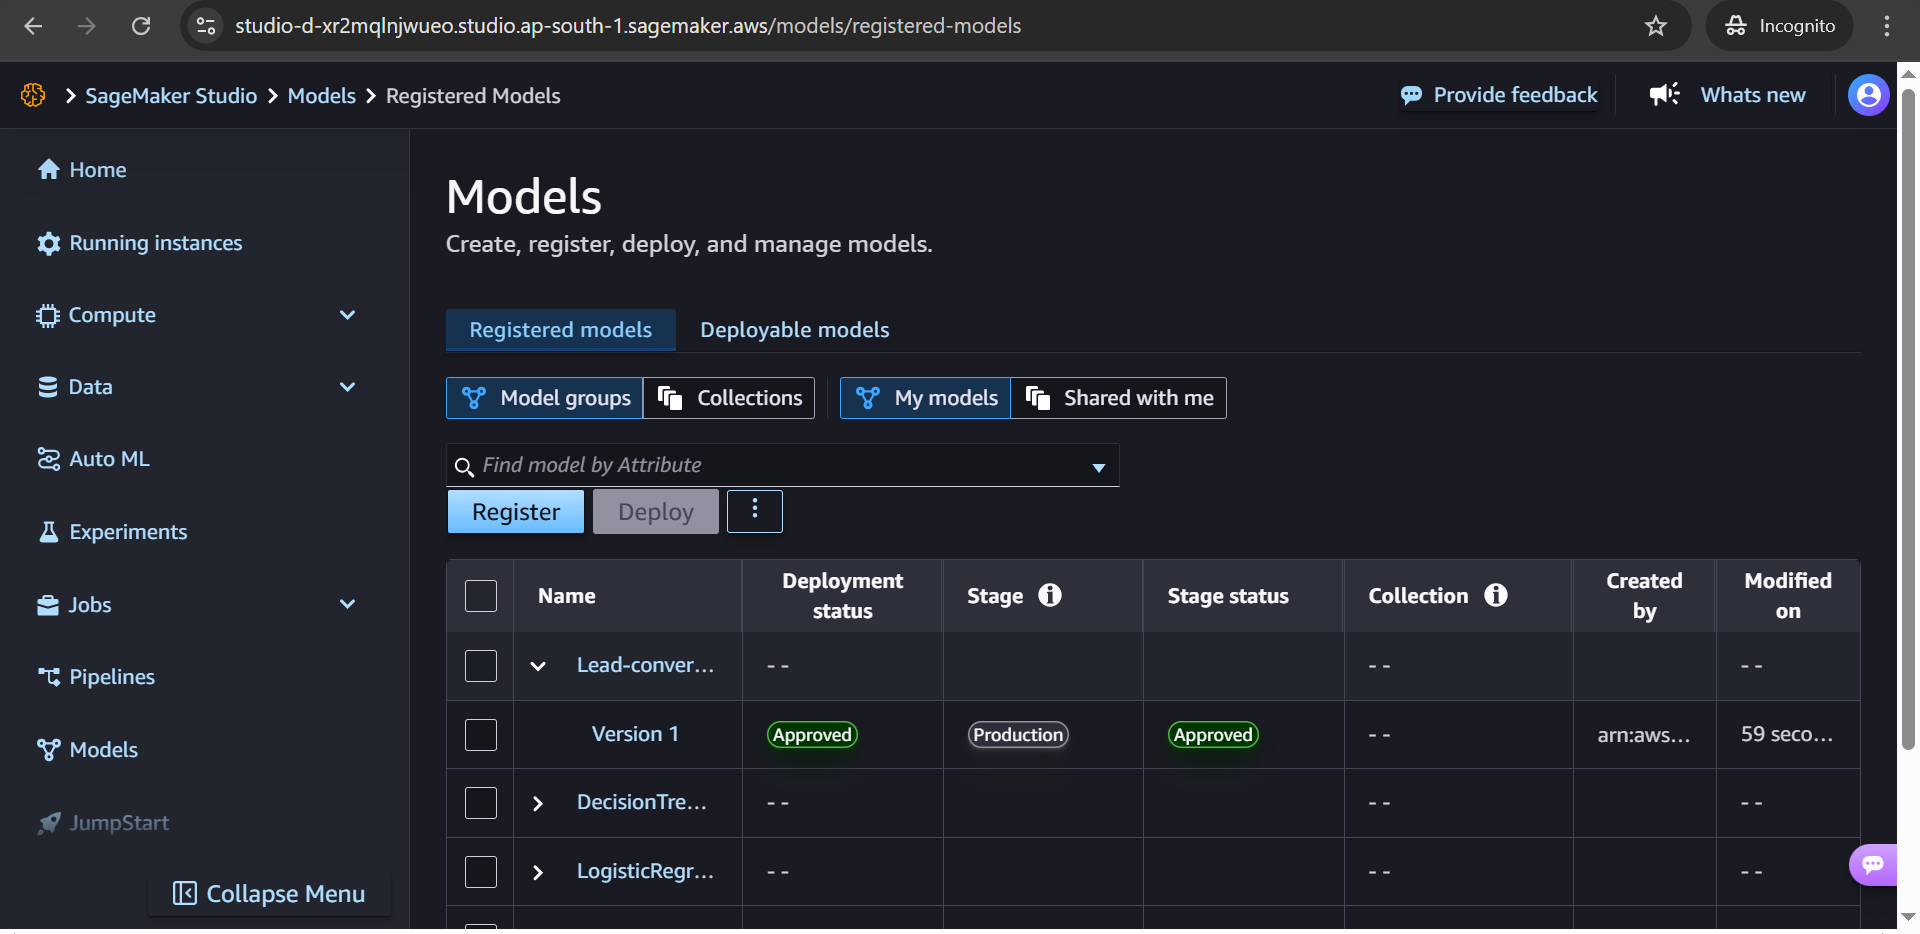 studio-d-xr2mqlnjwueo.studio.ap-south-1.sagemaker.aws/models/registered-models
Incognito
SageMaker Studio
Models
Registered Models
Provide feedback
Whats new
Home
Running instances
Compute
Data
Auto ML
Experiments
Jobs
Pipelines
Models
JumpStart
Collapse Menu
Models
Create, register, deploy, and manage models.
Registered models Deployable models
Model groups Collections My models Shared with me
Find model by Attribute
Register Deploy
Name Deployment status Stage Stage status Collection Created by Modified on
Lead-conver... - - - - - -
Version 1 Approved Production Approved - - arn:aws... 59 seco...
DecisionTre... - - - - - -
LogisticRegr... - - - - - -